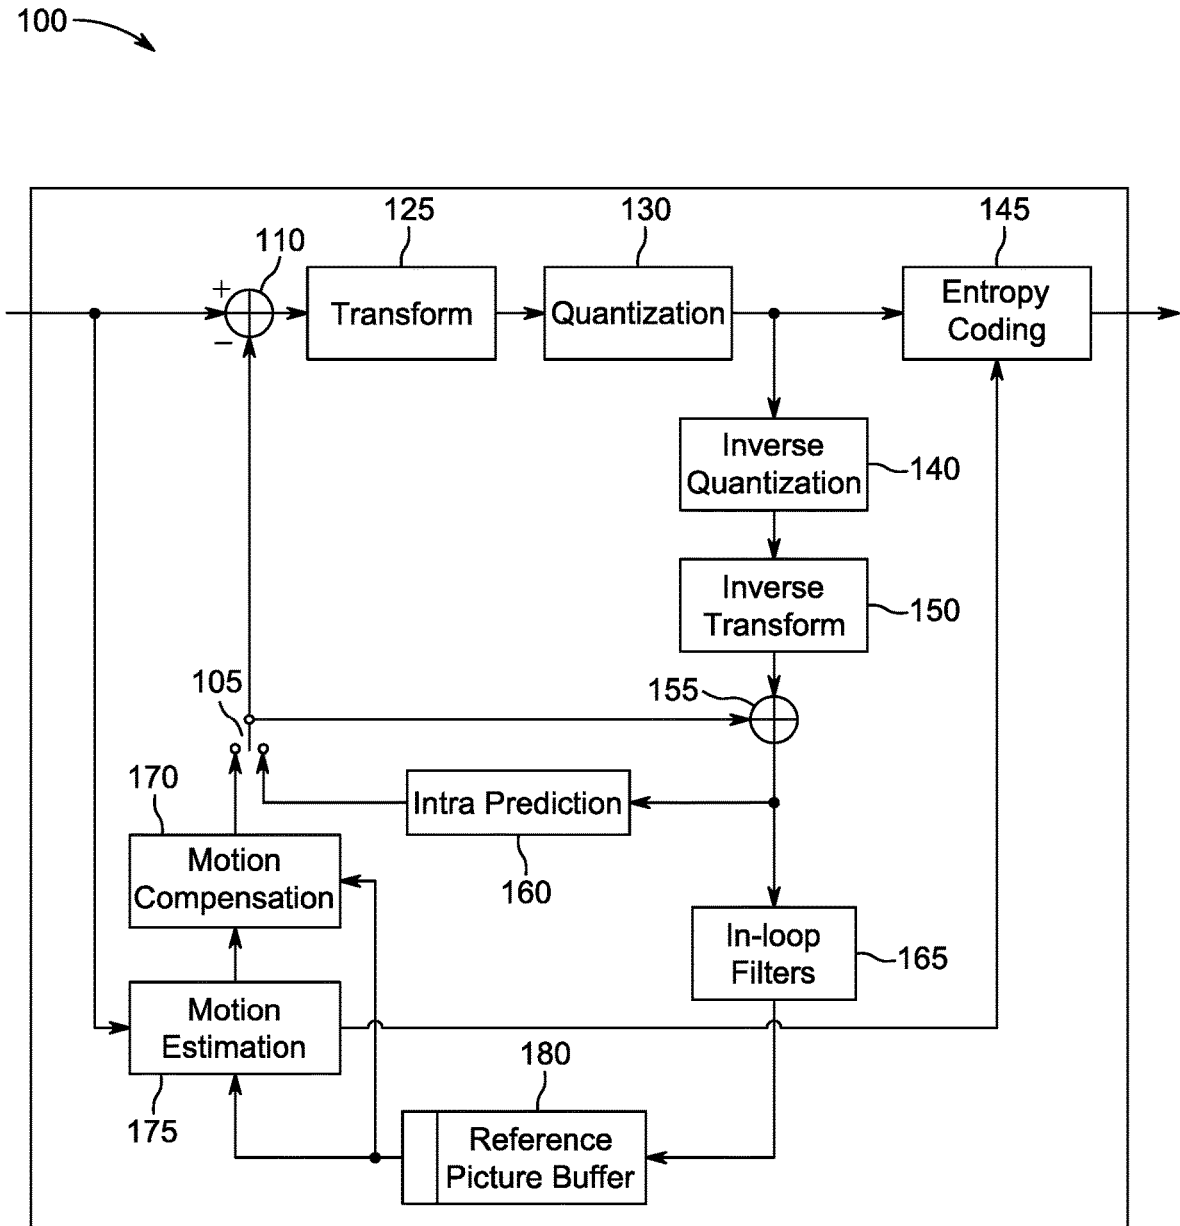 100
125
130
145
110
+
−
Transform
Quantization
Entropy
Coding
Inverse
Quantization
140
Inverse
Transform
150
155
105
170
Intra Prediction
160
Motion
Compensation
In-loop
Filters
165
Motion
Estimation
175
180
Reference
Picture Buffer